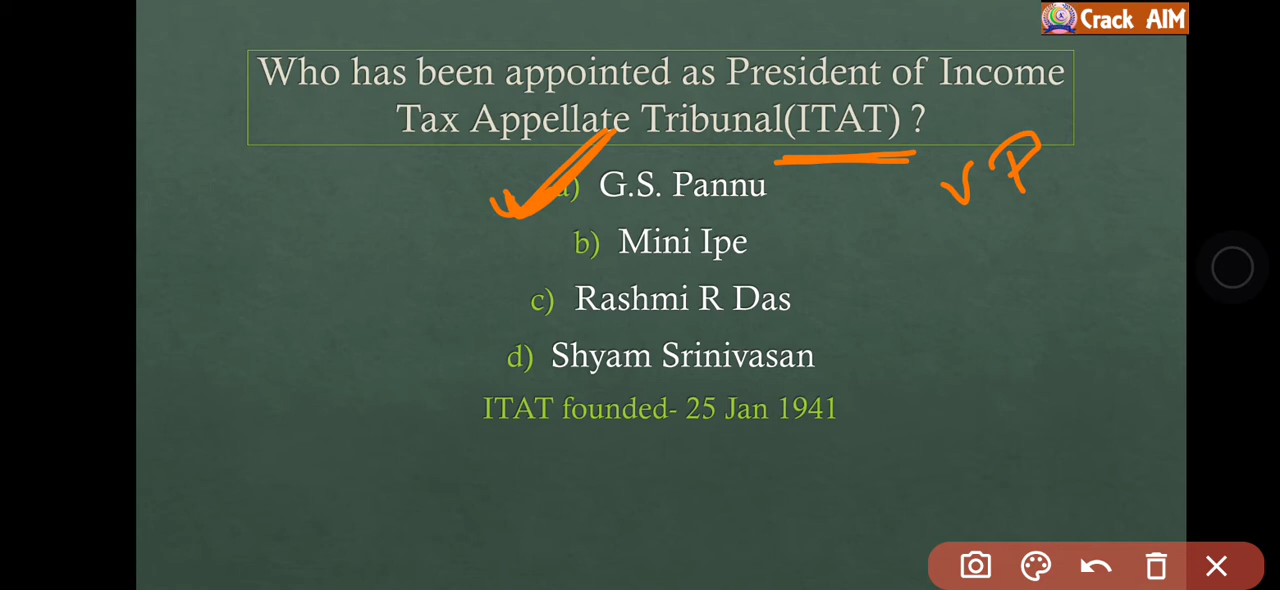 Crack AIM
Who has been appointed as President of Income
Tax Appellate Tribunal(ITAT) ?
a) G.S. Pannu
VP
b) Mini Ipe
c) Rashmi R Das
d) Shyam Srinivasan
ITAT founded- 25 Jan 1941